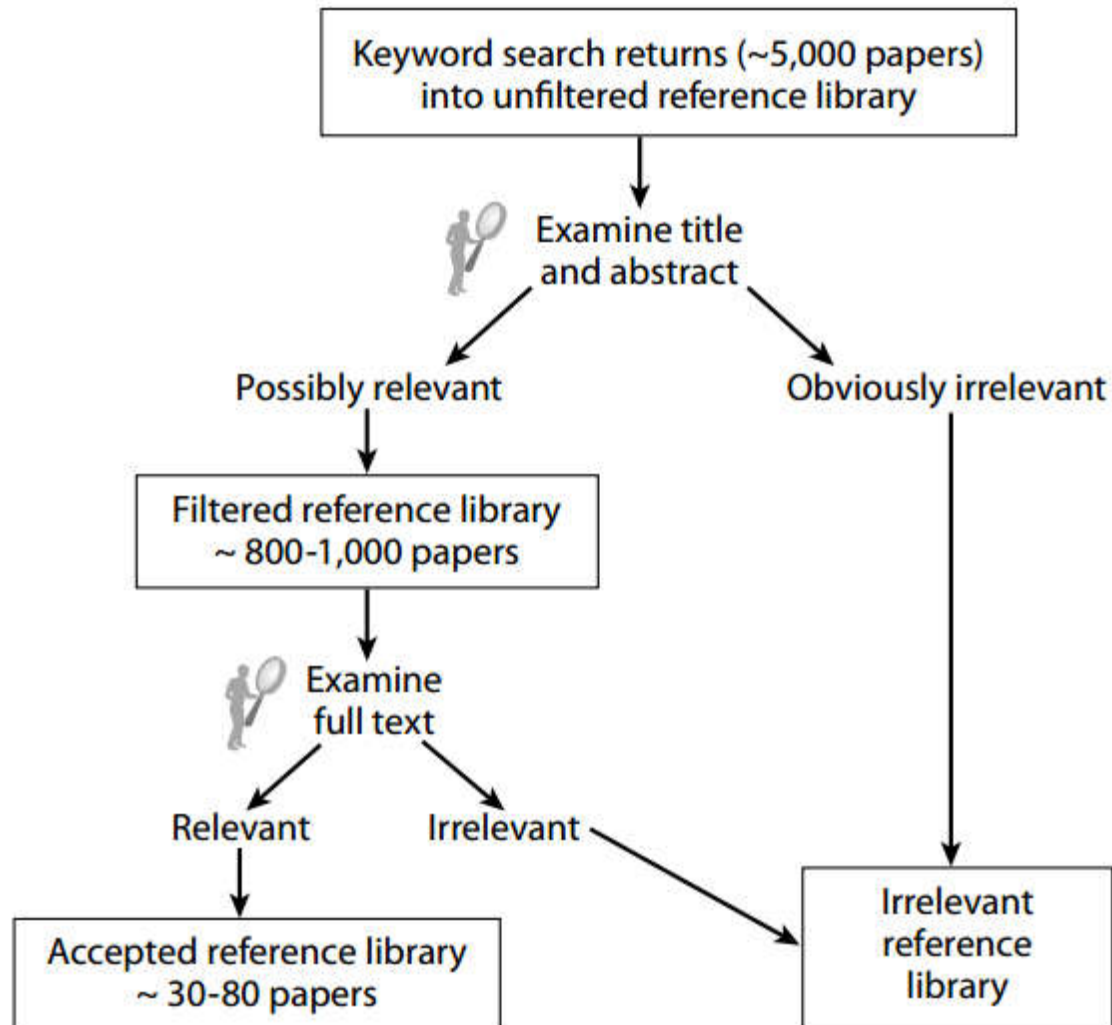 Keyword search returns (~5,000 papers)
into unfiltered reference library
Examine title
and abstract
Possibly relevant
Obviously irrelevant
Filtered reference library
~ 800-1,000 papers
Examine
full text
Relevant
Irrelevant
Accepted reference library
~ 30-80 papers
Irrelevant
reference
library